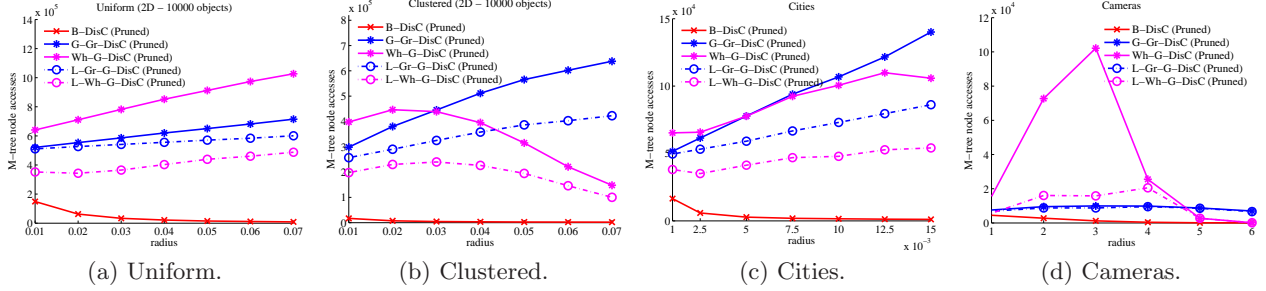 Uniform (2D − 10000 objects)
x 10^5
M−tree node accesses
14
12
10
8
6
4
2
0
0.01 0.02 0.03 0.04 0.05 0.06 0.07
radius
B−DisC (Pruned)
G−Gr−DisC (Pruned)
Wh−G−DisC (Pruned)
L−Gr−G−DisC (Pruned)
L−Wh−G−DisC (Pruned)
(a) Uniform.
Clustered (2D − 10000 objects)
x 10^5
M−tree node accesses
8
7
6
5
4
3
2
1
0
0.01 0.02 0.03 0.04 0.05 0.06 0.07
radius
B−DisC (Pruned)
G−Gr−DisC (Pruned)
Wh−G−DisC (Pruned)
L−Gr−G−DisC (Pruned)
L−Wh−G−DisC (Pruned)
(b) Clustered.
Cities
x 10^4
M−tree node accesses
15
10
5
0
1 2.5 5 7.5 10 12.5 15
radius
x 10^−3
B−DisC (Pruned)
G−Gr−DisC (Pruned)
Wh−G−DisC (Pruned)
L−Gr−G−DisC (Pruned)
L−Wh−G−DisC (Pruned)
(c) Cities.
Cameras
x 10^4
M−tree node accesses
12
10
8
6
4
2
0
1 2 3 4 5 6
radius
B−DisC (Pruned)
G−Gr−DisC (Pruned)
Wh−G−DisC (Pruned)
L−Gr−G−DisC (Pruned)
L−Wh−G−DisC (Pruned)
(d) Cameras.